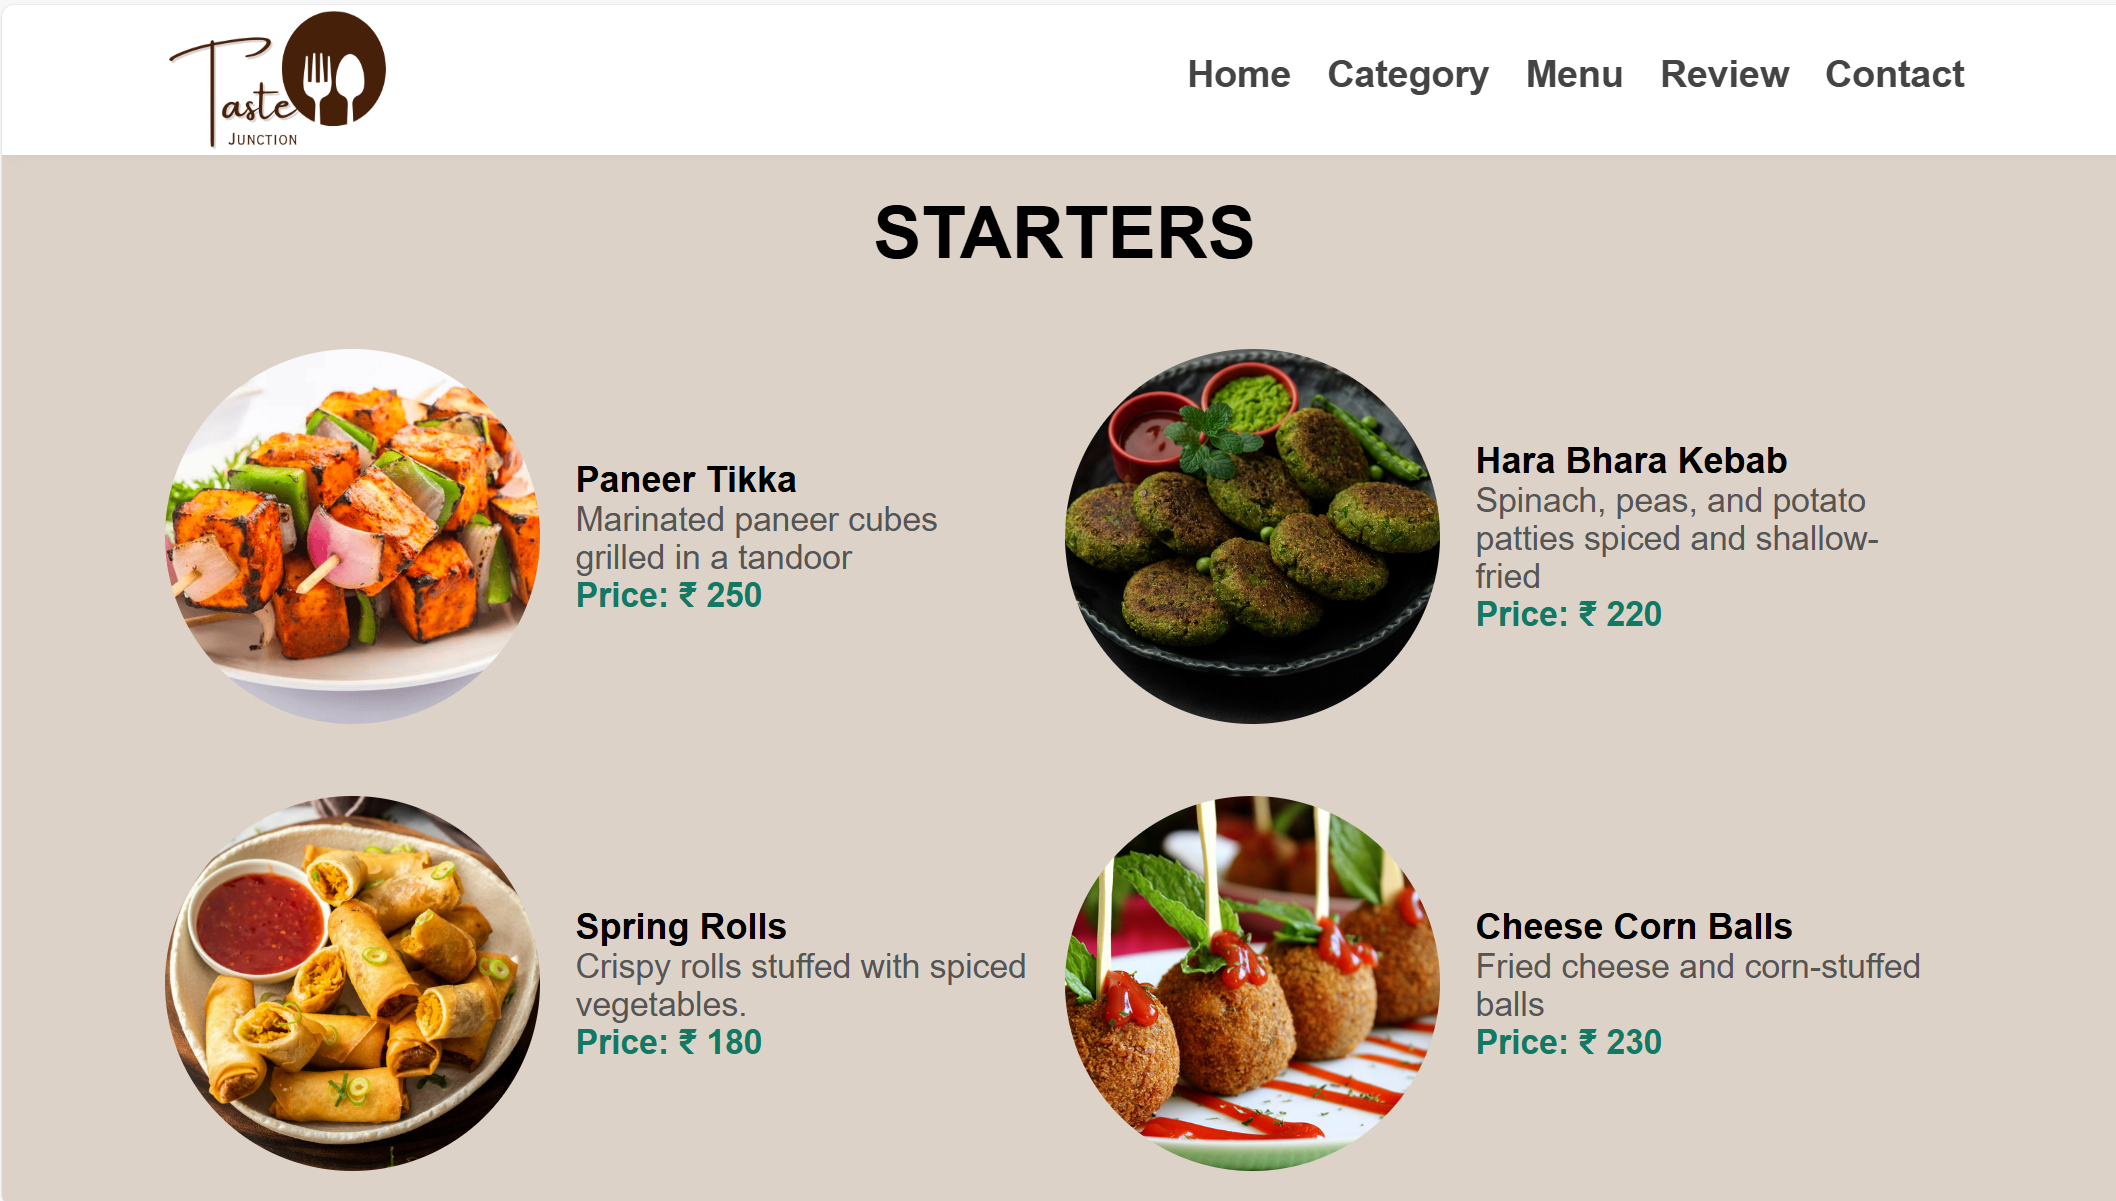 Taste
JUNCTION
Home Category Menu Review Contact
STARTERS
Paneer Tikka
Marinated paneer cubes
grilled in a tandoor
Price: ₹ 250
Hara Bhara Kebab
Spinach, peas, and potato
patties spiced and shallow-
fried
Price: ₹ 220
Spring Rolls
Crispy rolls stuffed with spiced
vegetables.
Price: ₹ 180
Cheese Corn Balls
Fried cheese and corn-stuffed
balls
Price: ₹ 230